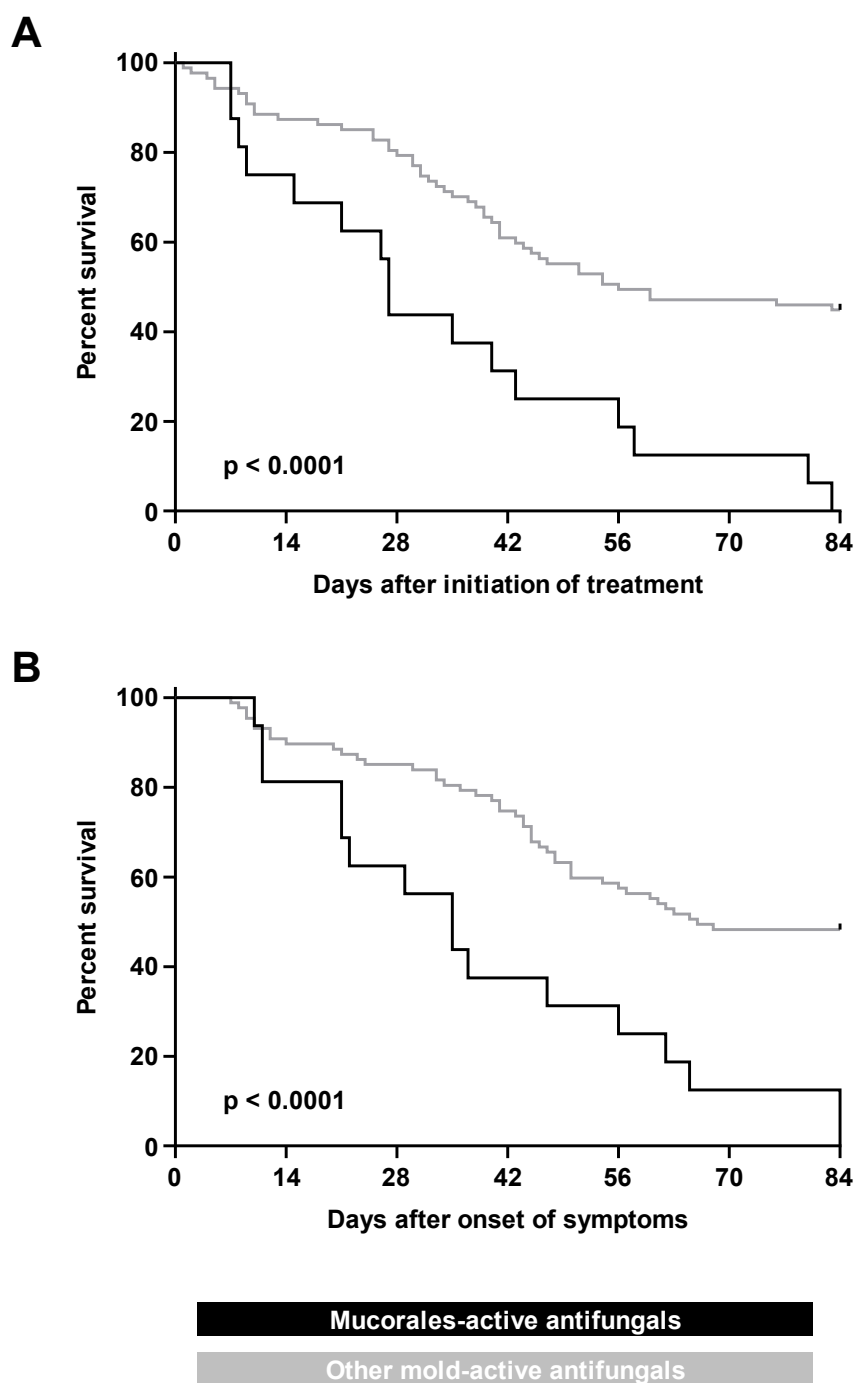 A
Percent survival
100
80
60
40
20
0
p < 0.0001
0 14 28 42 56 70 84
Days after initiation of treatment
B
Percent survival
100
80
60
40
20
0
p < 0.0001
0 14 28 42 56 70 84
Days after onset of symptoms
Mucorales-active antifungals
Other mold-active antifungals